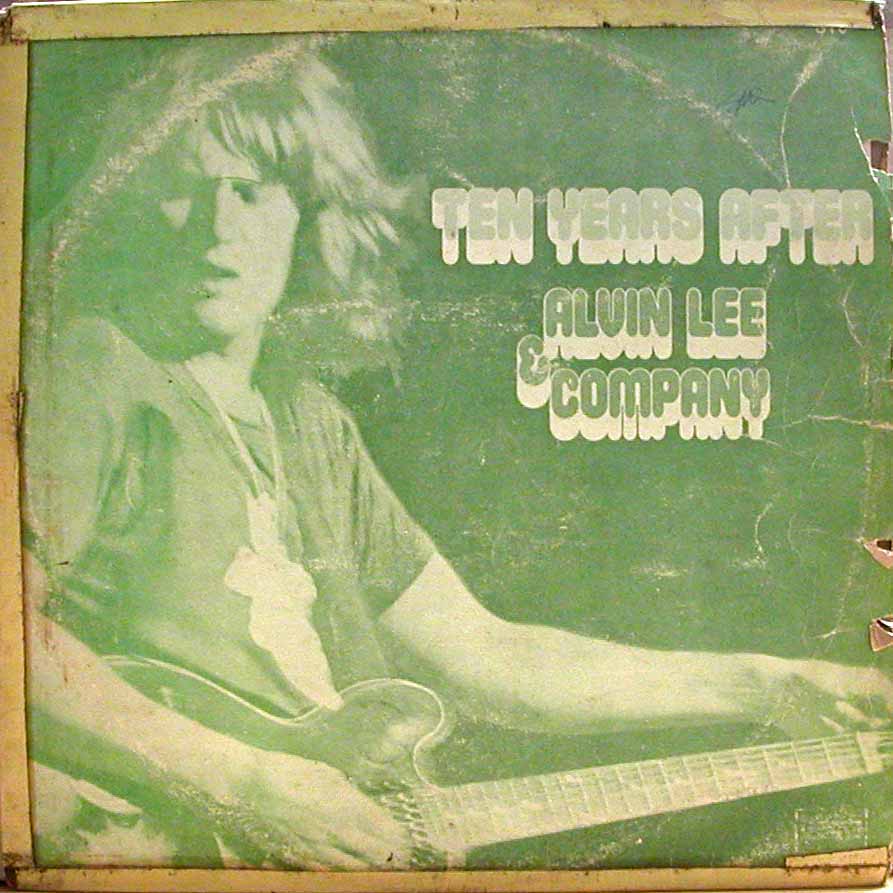 TEN YEARS AFTER
ALVIN LEE
&
COMPANY